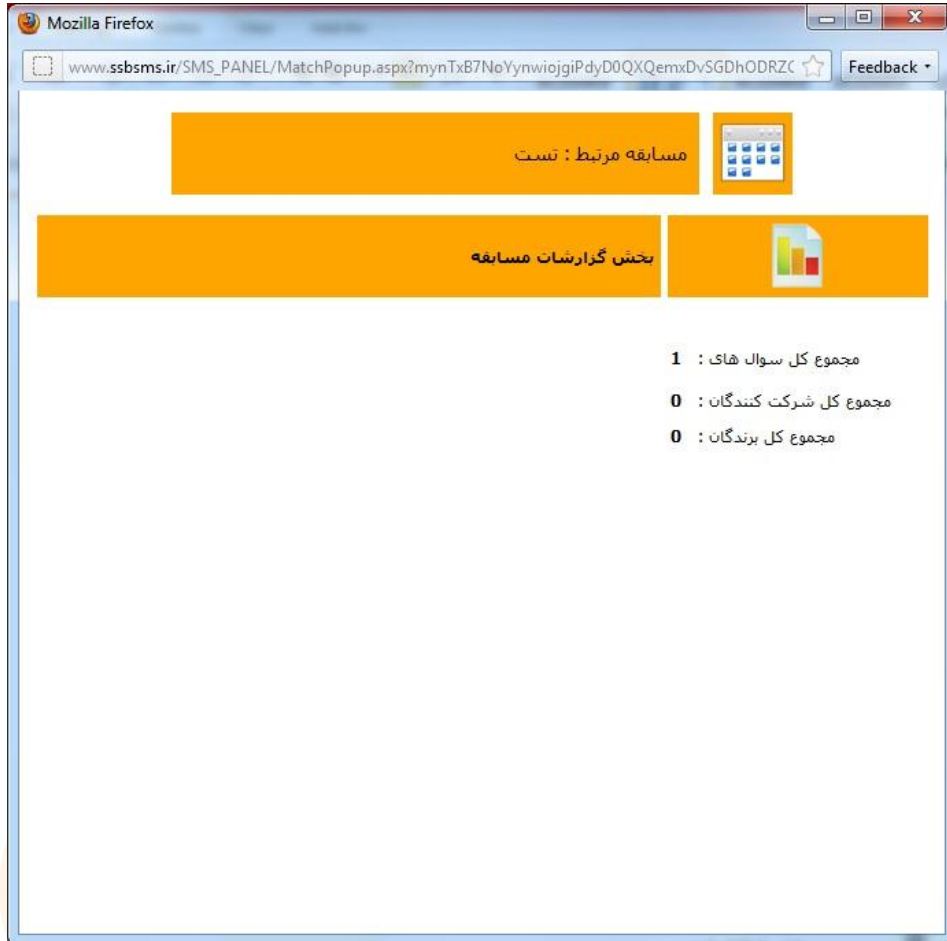 Mozilla Firefox
www.ssbsms.ir/SMS_PANEL/MatchPopup.aspx?mynTxB7NoYynwiojgiPdyD0QXQemxDvSGDhODRZC
Feedback
مسابقه مرتبط : تست
بخش گزارشات مسابقه
مجموع کل سوال های : 1
مجموع کل شرکت کنندگان : 0
مجموع کل برندگان : 0